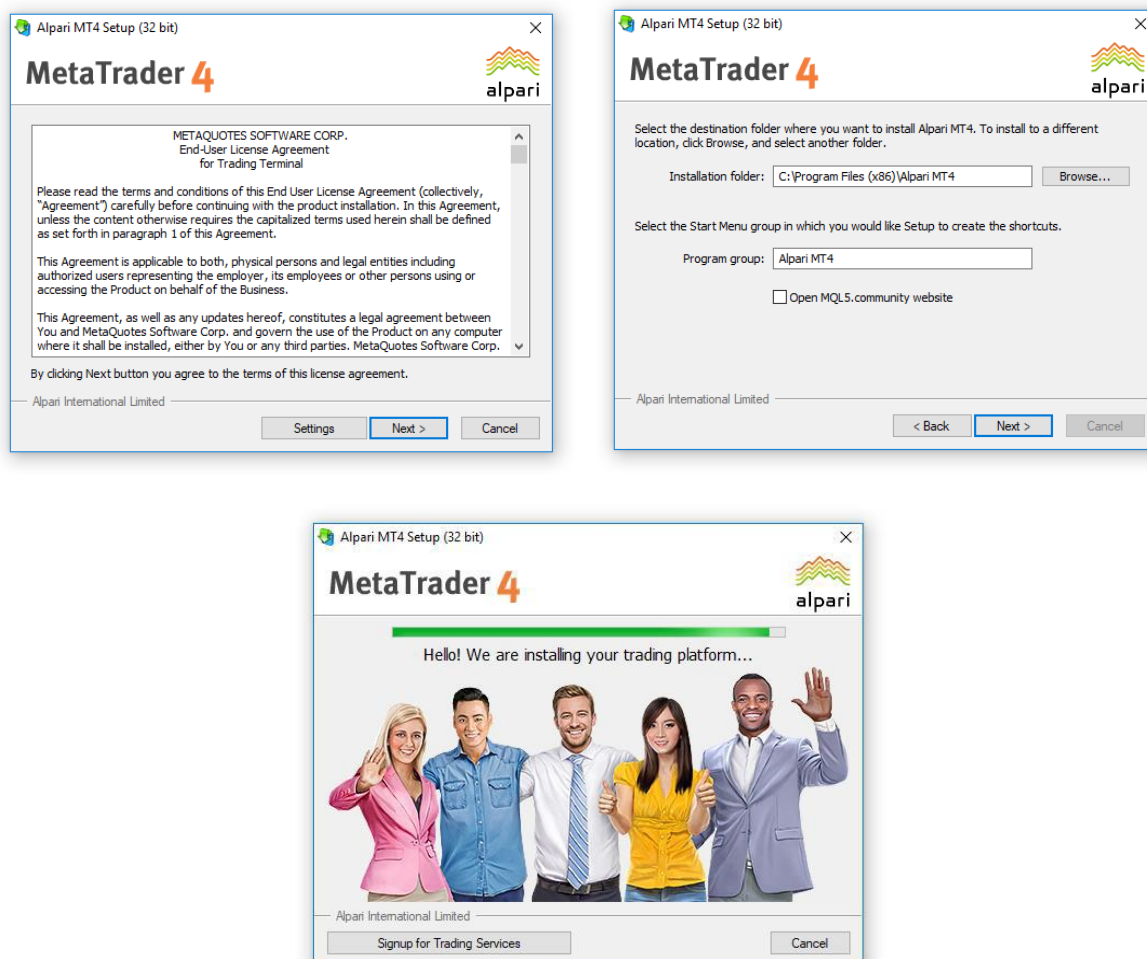 Alpari MT4 Setup (32 bit)
MetaTrader 4
alpari
METAQUOTES SOFTWARE CORP.
End-User License Agreement
for Trading Terminal
Please read the terms and conditions of this End User License Agreement (collectively,
“Agreement”) carefully before continuing with the product installation. In this Agreement,
unless the content otherwise requires the capitalized terms used herein shall be defined
as set forth in paragraph 1 of this Agreement.
This Agreement is applicable to both, physical persons and legal entities including
authorized users representing the employer, its employees or other persons using or
accessing the Product on behalf of the Business.
This Agreement, as well as any updates hereof, constitutes a legal agreement between
You and MetaQuotes Software Corp. and govern the use of the Product on any computer
where it shall be installed, either by You or any third parties. MetaQuotes Software Corp.
By clicking Next button you agree to the terms of this license agreement.
Alpari International Limited
Settings
Next >
Cancel
Alpari MT4 Setup (32 bit)
MetaTrader 4
alpari
Select the destination folder where you want to install Alpari MT4. To install to a different
location, click Browse, and select another folder.
Installation folder: C:\Program Files (x86)\Alpari MT4 Browse...
Select the Start Menu group in which you would like Setup to create the shortcuts.
Program group: Alpari MT4
Open MQL5.community website
Alpari International Limited
< Back
Next >
Cancel
Alpari MT4 Setup (32 bit)
MetaTrader 4
alpari
Hello! We are installing your trading platform...
Alpari International Limited
Signup for Trading Services
Cancel